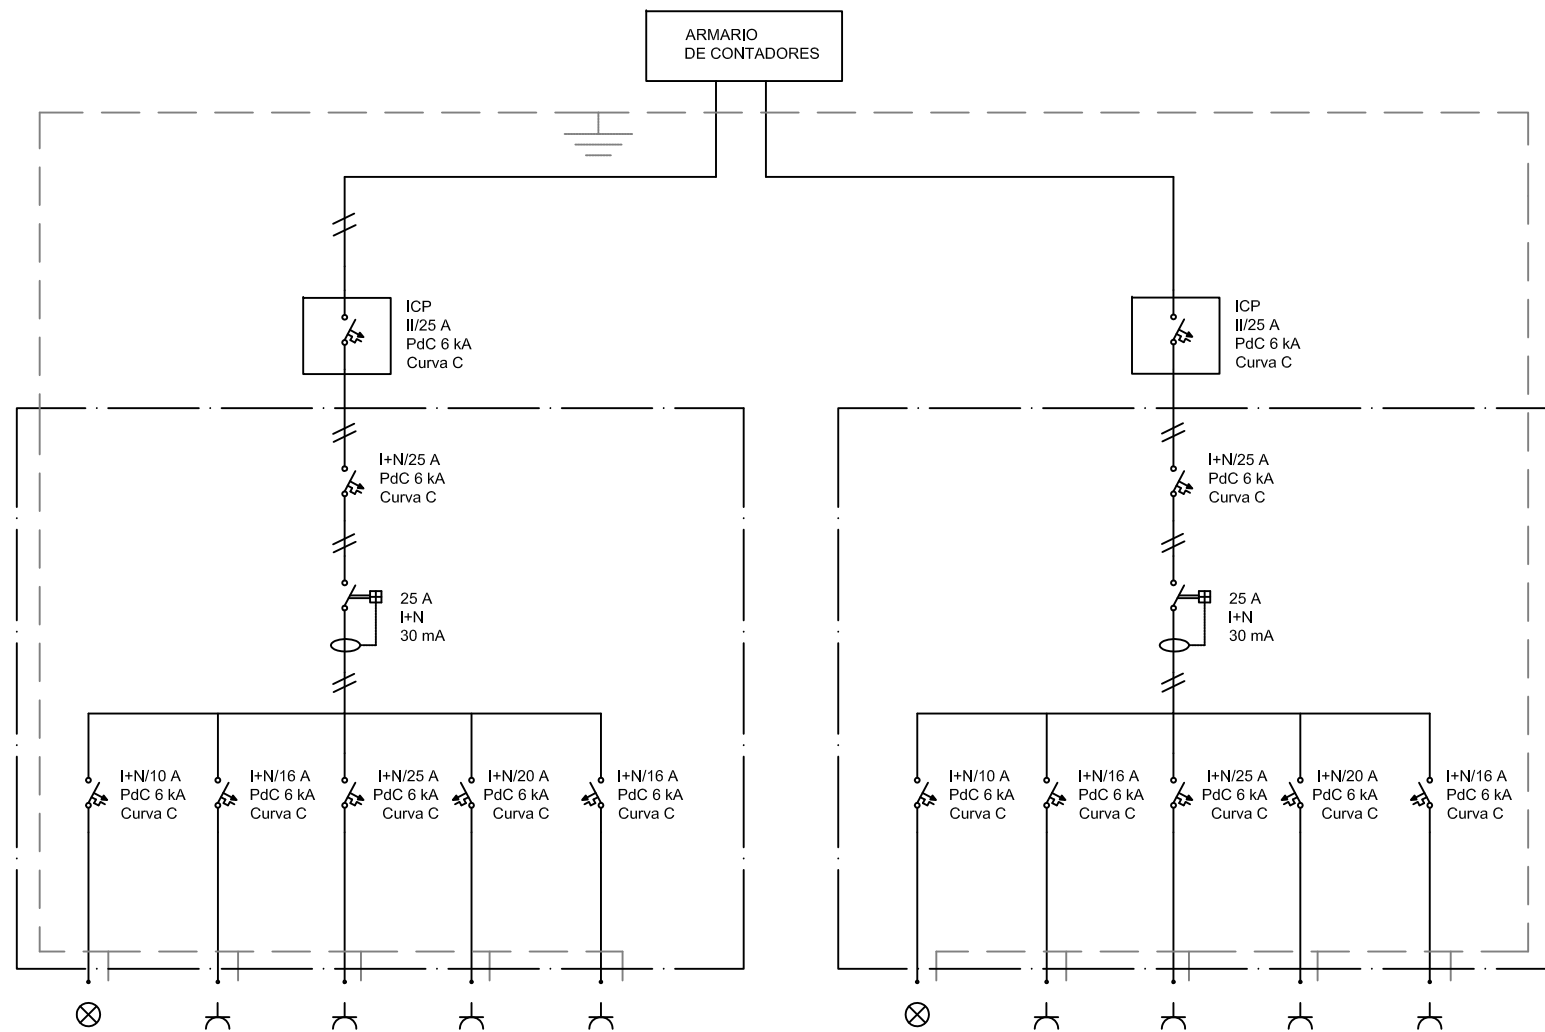 ARMARIO
DE CONTADORES
ICP
II/25 A
PdC 6 kA
Curva C
ICP
II/25 A
PdC 6 kA
Curva C
I+N/25 A
PdC 6 kA
Curva C
I+N/25 A
PdC 6 kA
Curva C
25 A
I+N
30 mA
25 A
I+N
30 mA
I+N/10 A
PdC 6 kA
Curva C
I+N/16 A
PdC 6 kA
Curva C
I+N/25 A
PdC 6 kA
Curva C
I+N/20 A
PdC 6 kA
Curva C
I+N/16 A
PdC 6 kA
Curva C
I+N/10 A
PdC 6 kA
Curva C
I+N/16 A
PdC 6 kA
Curva C
I+N/25 A
PdC 6 kA
Curva C
I+N/20 A
PdC 6 kA
Curva C
I+N/16 A
PdC 6 kA
Curva C